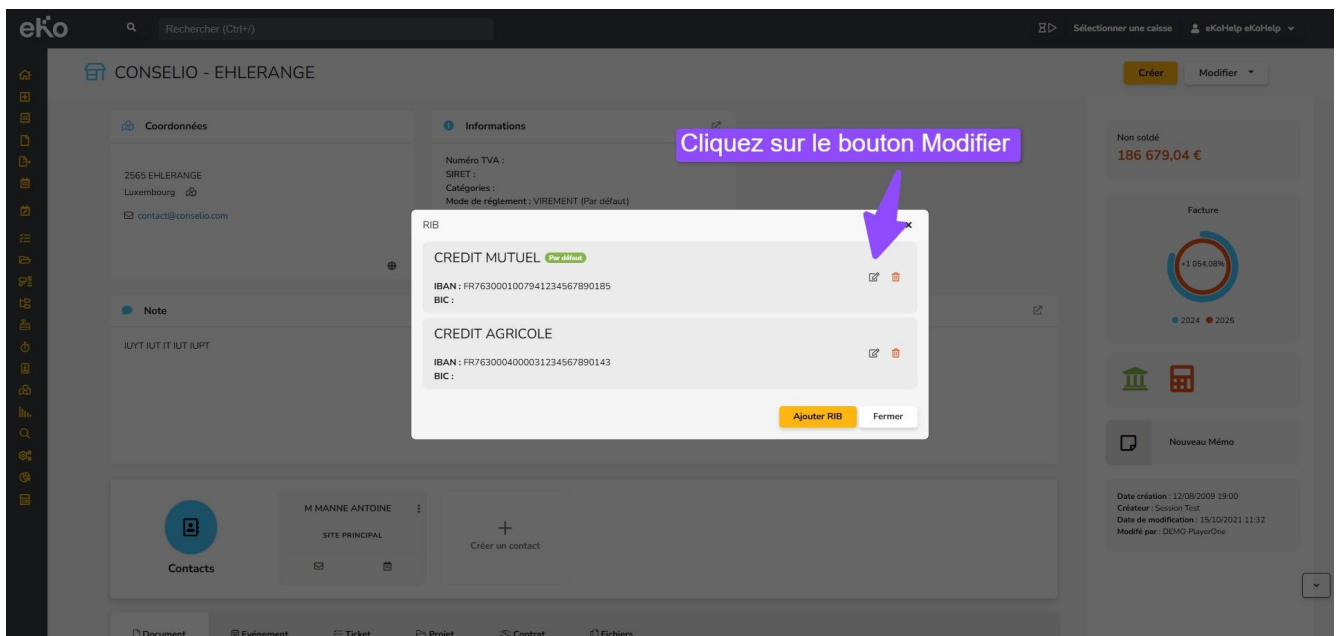 eKo
Rechercher (Ctrl+/)
Sélectionner une caisse
eKoHelp eKoHelp
CONSELIO - EHLERANGE
Créer
Modifier
Coordonnées
2565 EHLERANGE
Luxembourg
contact@conselio.com
Informations
Numéro TVA :
SIRET :
Catégories :
Mode de réglement : VIREMENT (Par défaut)
Cliquez sur le bouton Modifier
Non soldé
186 679,04 €
Facture
+1 054,08%
2024 2025
RIB
CREDIT MUTUEL Par défaut
IBAN : FR7630001007941234567890185
BIC :
CREDIT AGRICOLE
IBAN : FR7630004000031234567890143
BIC :
Ajouter RIB
Fermer
Note
IUYT IUT IT IUT IUPT
Nouveau Mémo
Date création : 12/08/2009 19:00
Créateur : Session Test
Date de modification : 15/10/2021 11:32
Modifé par : DEMO PlayerOne
Contacts
M MANNE ANTOINE
SITE PRINCIPAL
Créer un contact
Document
Evénement
Ticket
Projet
Contrat
Fichiers